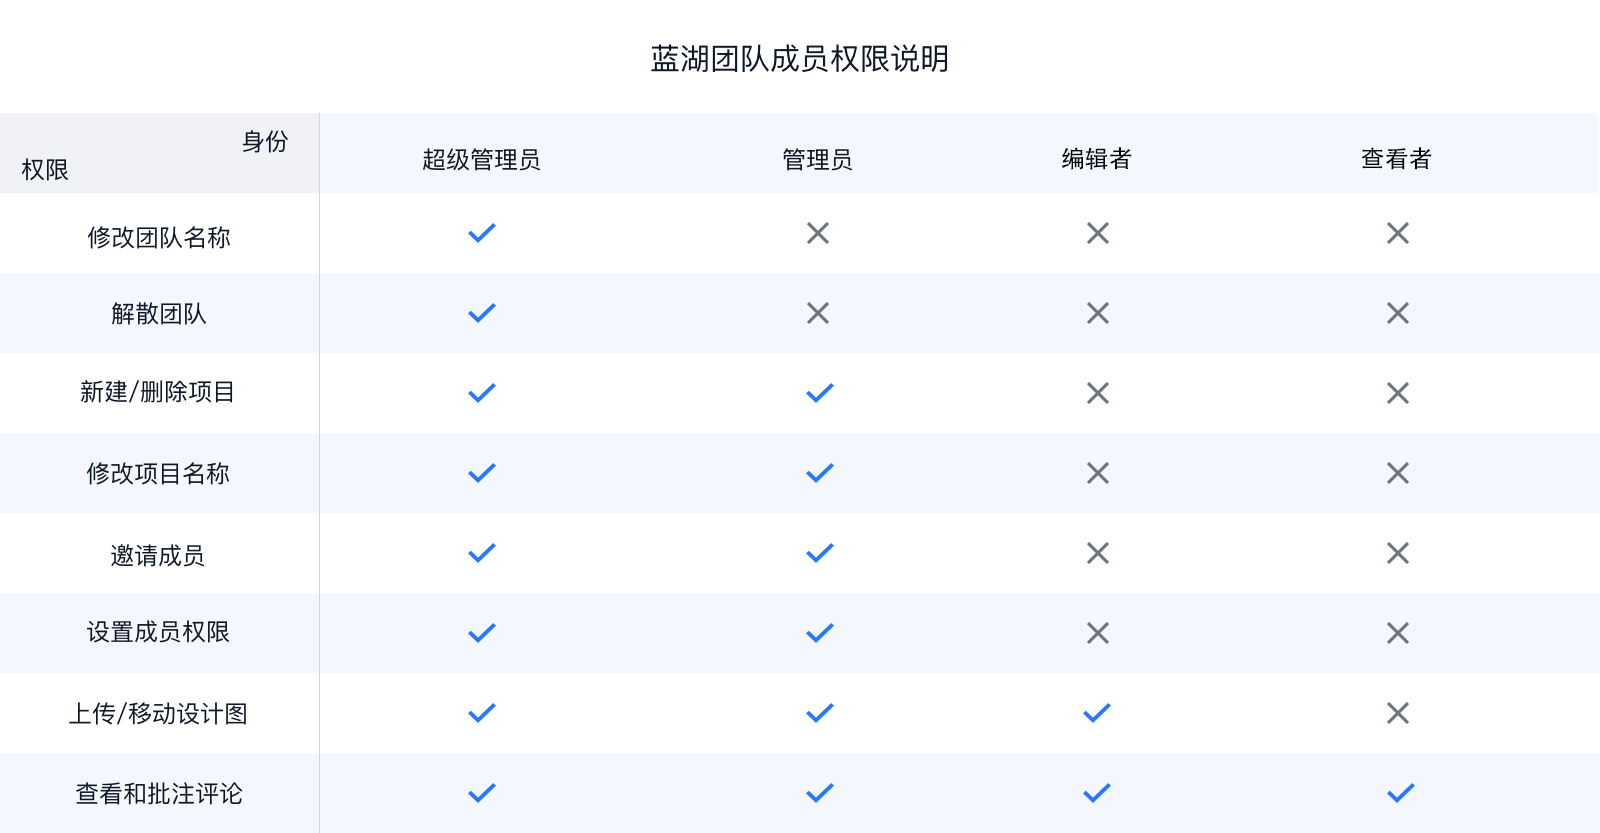 蓝湖团队成员权限说明
身份
权限
超级管理员 管理员 编辑者 查看者
修改团队名称
解散团队
新建/删除项目
修改项目名称
邀请成员
设置成员权限
上传/移动设计图
查看和批注评论